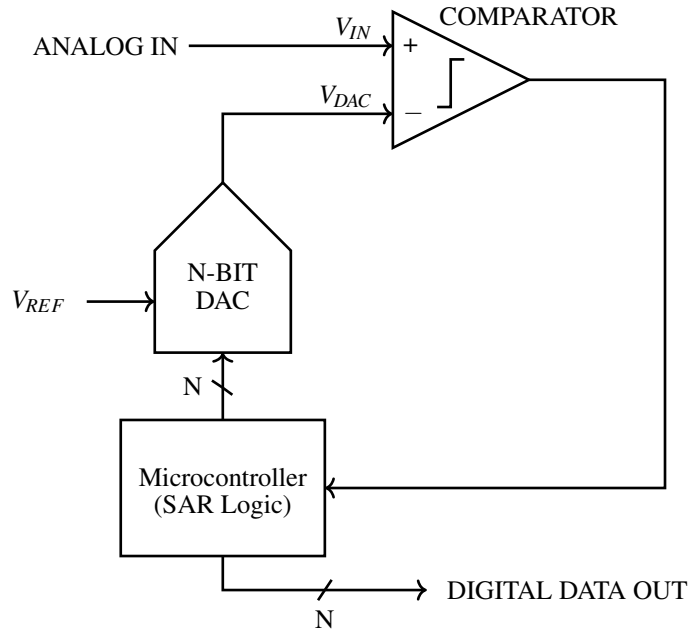 COMPARATOR
ANALOG IN
V_IN
+
V_DAC
−
N-BIT
DAC
V_REF
N
Microcontroller
(SAR Logic)
DIGITAL DATA OUT
N